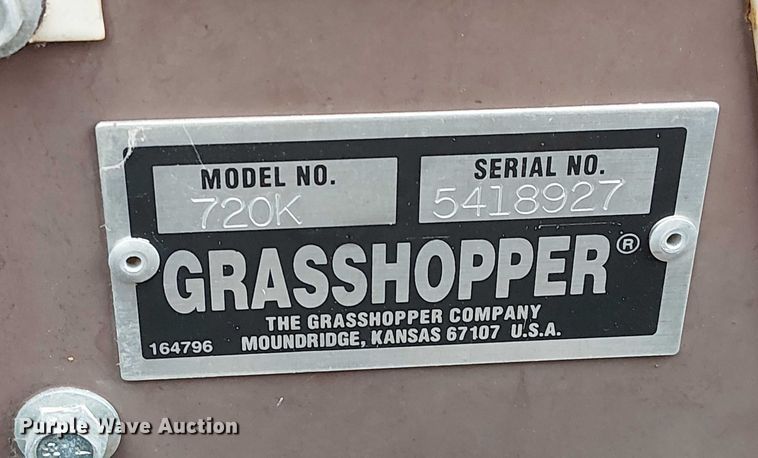 MODEL NO.
720K
SERIAL NO.
5418927
GRASSHOPPER®
THE GRASSHOPPER COMPANY
MOUNDRIDGE, KANSAS 67107 U.S.A.
164796
Purple Wave Auction